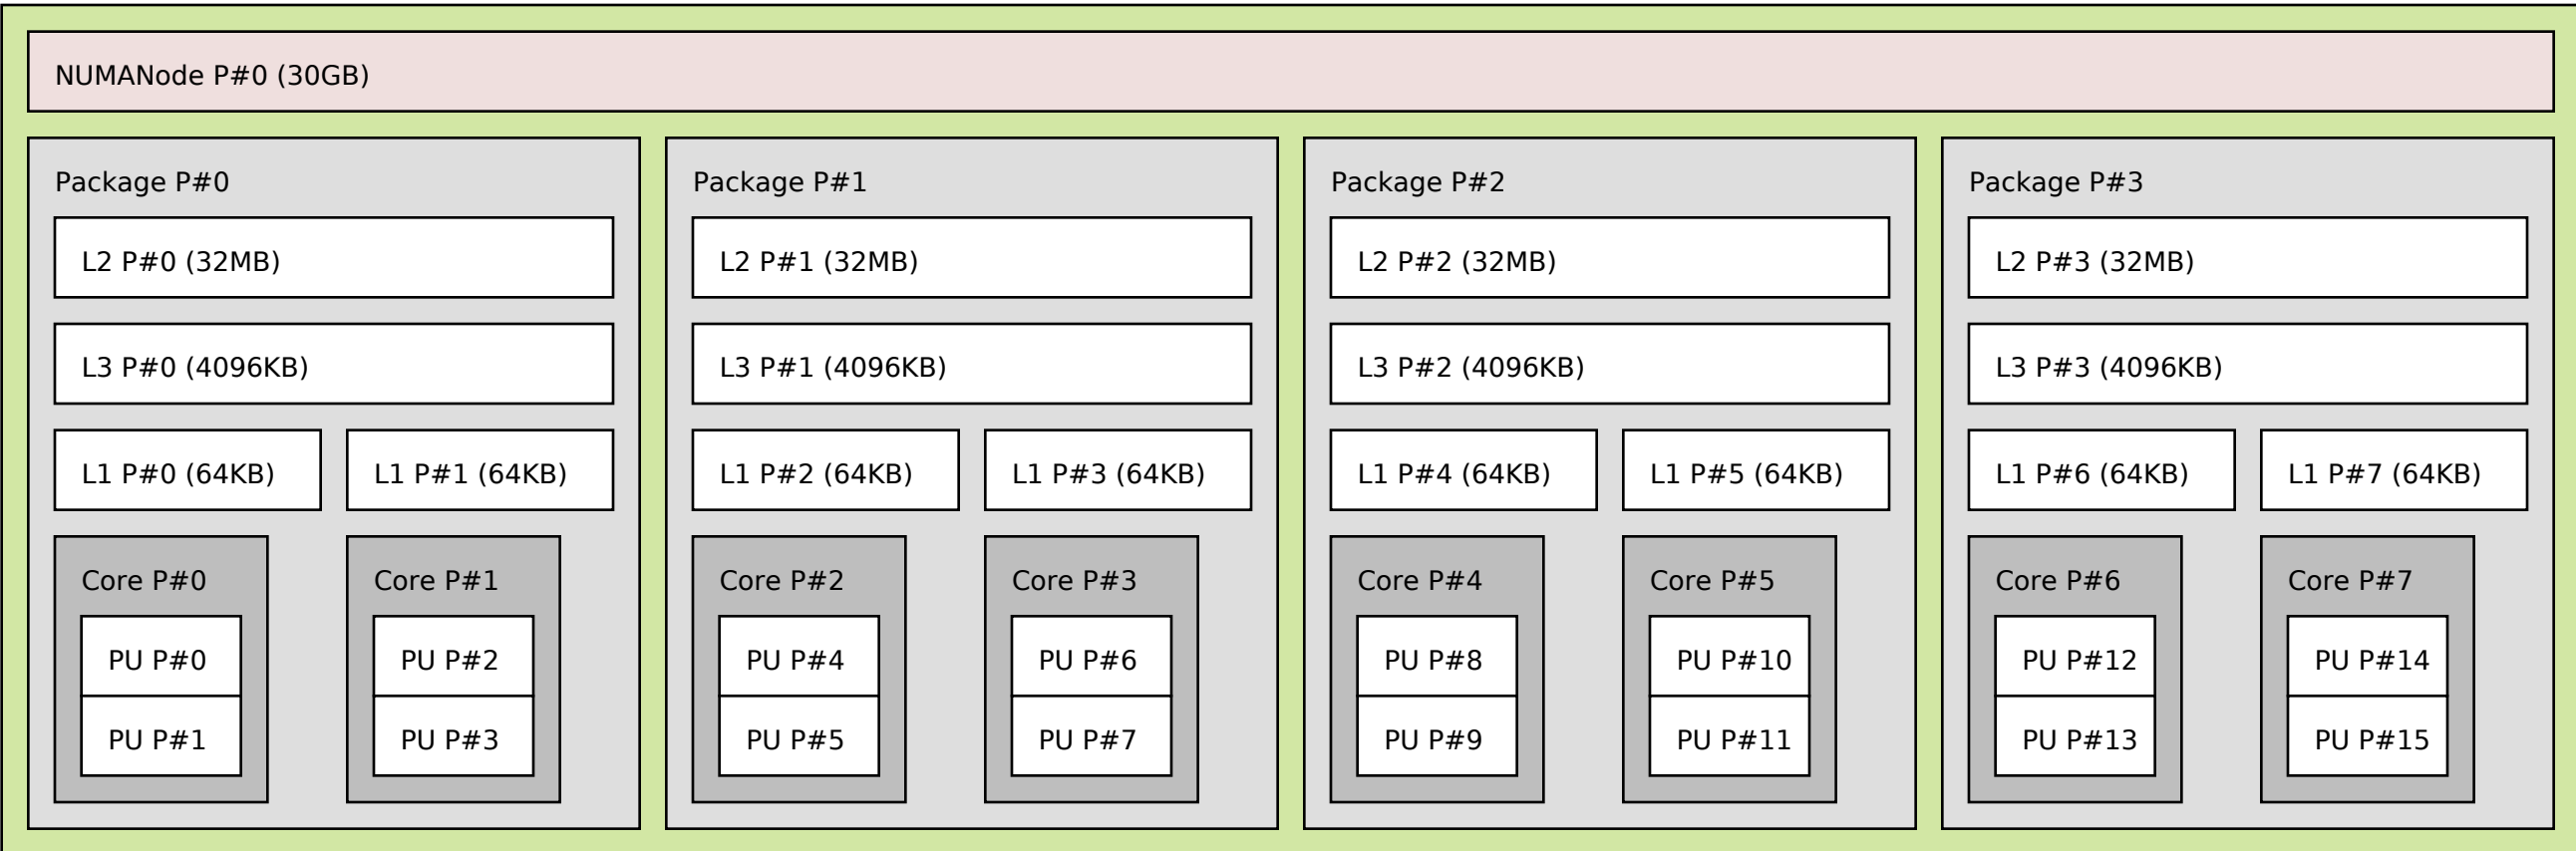 NUMANode P#0 (30GB)
Package P#0
L2 P#0 (32MB)
L3 P#0 (4096KB)
L1 P#0 (64KB)
L1 P#1 (64KB)
Core P#0
PU P#0
PU P#1
Core P#1
PU P#2
PU P#3
Package P#1
L2 P#1 (32MB)
L3 P#1 (4096KB)
L1 P#2 (64KB)
L1 P#3 (64KB)
Core P#2
PU P#4
PU P#5
Core P#3
PU P#6
PU P#7
Package P#2
L2 P#2 (32MB)
L3 P#2 (4096KB)
L1 P#4 (64KB)
L1 P#5 (64KB)
Core P#4
PU P#8
PU P#9
Core P#5
PU P#10
PU P#11
Package P#3
L2 P#3 (32MB)
L3 P#3 (4096KB)
L1 P#6 (64KB)
L1 P#7 (64KB)
Core P#6
PU P#12
PU P#13
Core P#7
PU P#14
PU P#15